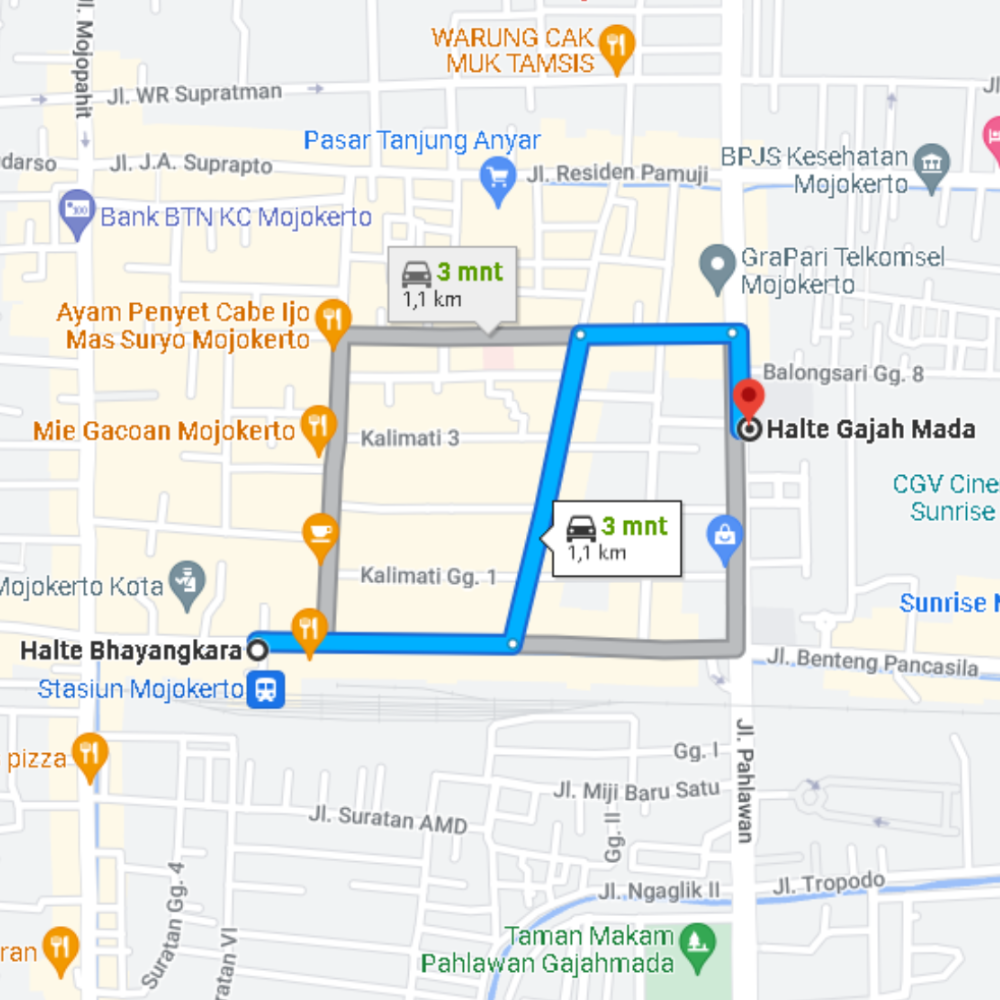 Jl. Mojopahit
WARUNG CAK
MUK TAMSIS
Jl. WR Supratman
Pasar Tanjung Anyar
darso
Jl. J.A. Suprapto
Jl. Residen Pamuji
BPJS Kesehatan
Mojokerto
Bank BTN KC Mojokerto
GraPari Telkomsel
Mojokerto
3 mnt
1,1 km
Ayam Penyet Cabe Ijo
Mas Suryo Mojokerto
Balongsari Gg. 8
Mie Gacoan Mojokerto
Kalimati 3
Halte Gajah Mada
CGV Cine
Sunrise
3 mnt
1,1 km
Kalimati Gg. 1
Mojokerto Kota
Sunrise
Halte Bhayangkara
Stasiun Mojokerto
Jl. Benteng Pancasila
pizza
Gg. I
Jl. Pahlawan
Jl. Miji Baru Satu
Jl. Suratan AMD
Gg. II
Suratan Gg. 4
Jl. Ngaglik II
Jl. Tropodo
ran
ratan VI
Taman Makam
Pahlawan Gajahmada